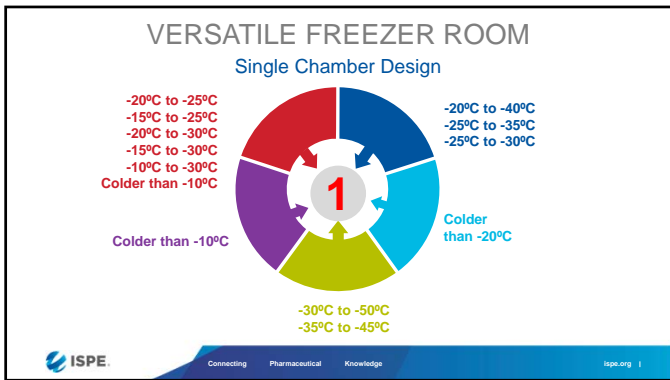 VERSATILE FREEZER ROOM
Single Chamber Design
-20ºC to -25ºC
-15ºC to -25ºC
-20ºC to -30ºC
-15ºC to -30ºC
-10ºC to -30ºC
Colder than -10ºC
-20ºC to -40ºC
-25ºC to -35ºC
-25ºC to -30ºC
1
Colder than -10ºC
Colder
than -20ºC
-30ºC to -50ºC
-35ºC to -45ºC
ISPE.
Connecting Pharmaceutical Knowledge
ispe.org |